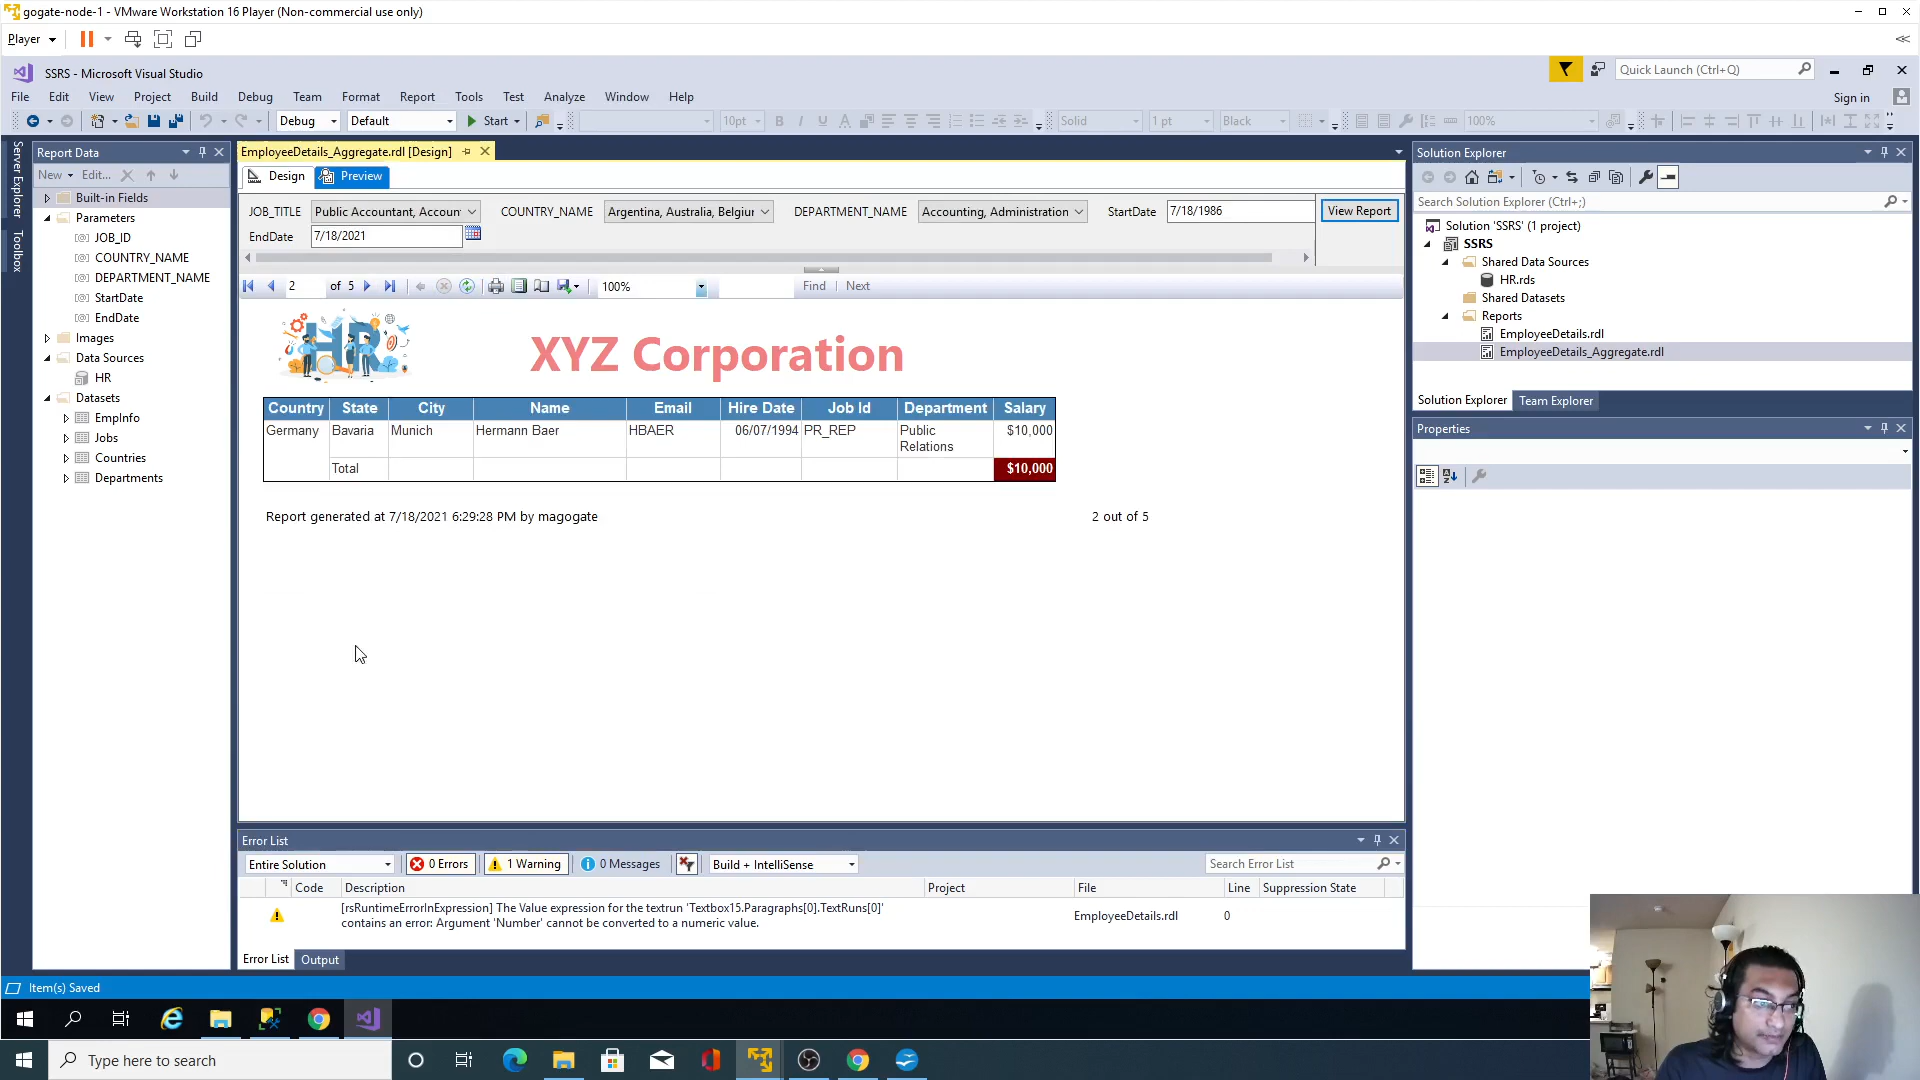 gogate-node-1 - VMware Workstation 16 Player (Non-commercial use only)
Player
SSRS - Microsoft Visual Studio
Quick Launch (Ctrl+Q)
File Edit View Project Build Debug Team Format Report Tools Test Analyze Window Help
Sign in
Debug Default Start 10pt B I U A Solid 1 pt Black 100%
Server Explorer
Toolbox
Report Data
New Edit...
Built-in Fields
Parameters
JOB_ID
COUNTRY_NAME
DEPARTMENT_NAME
StartDate
EndDate
Images
Data Sources
HR
Datasets
EmpInfo
Jobs
Countries
Departments
EmployeeDetails_Aggregate.rdl [Design]
Design Preview
JOB_TITLE Public Accountant, Accoun COUNTRY_NAME Argentina, Australia, Belgiun DEPARTMENT_NAME Accounting, Administration StartDate 7/18/1986 View Report
EndDate 7/18/2021
2 of 5 100% Find Next
HR
XYZ Corporation
Country State City Name Email Hire Date Job Id Department Salary
Germany Bavaria Munich Hermann Baer HBAER 06/07/1994 PR_REP Public Relations $10,000
Total $10,000
Report generated at 7/18/2021 6:29:28 PM by magogate 2 out of 5
Solution Explorer
Search Solution Explorer (Ctrl+;)
Solution 'SSRS' (1 project)
SSRS
Shared Data Sources
HR.rds
Shared Datasets
Reports
EmployeeDetails.rdl
EmployeeDetails_Aggregate.rdl
Solution Explorer Team Explorer
Properties
Error List
Entire Solution 0 Errors 1 Warning 0 Messages Build + IntelliSense Search Error List
Code Description Project File Line Suppression State
[rsRuntimeErrorInExpression] The Value expression for the textrun 'Textbox15.Paragraphs[0].TextRuns[0]'
contains an error: Argument 'Number' cannot be converted to a numeric value.
EmployeeDetails.rdl 0
Error List Output
Item(s) Saved
Type here to search